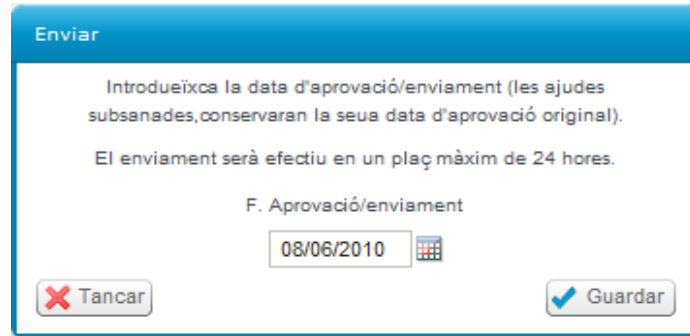 Enviar
Introdueïxca la data d'aprovació/enviament (les ajudes
subsanades,conservaran la seua data d'aprovació original).
El enviament serà efectiu en un plaç màxim de 24 hores.
F. Aprovació/enviament
08/06/2010
Tancar
Guardar